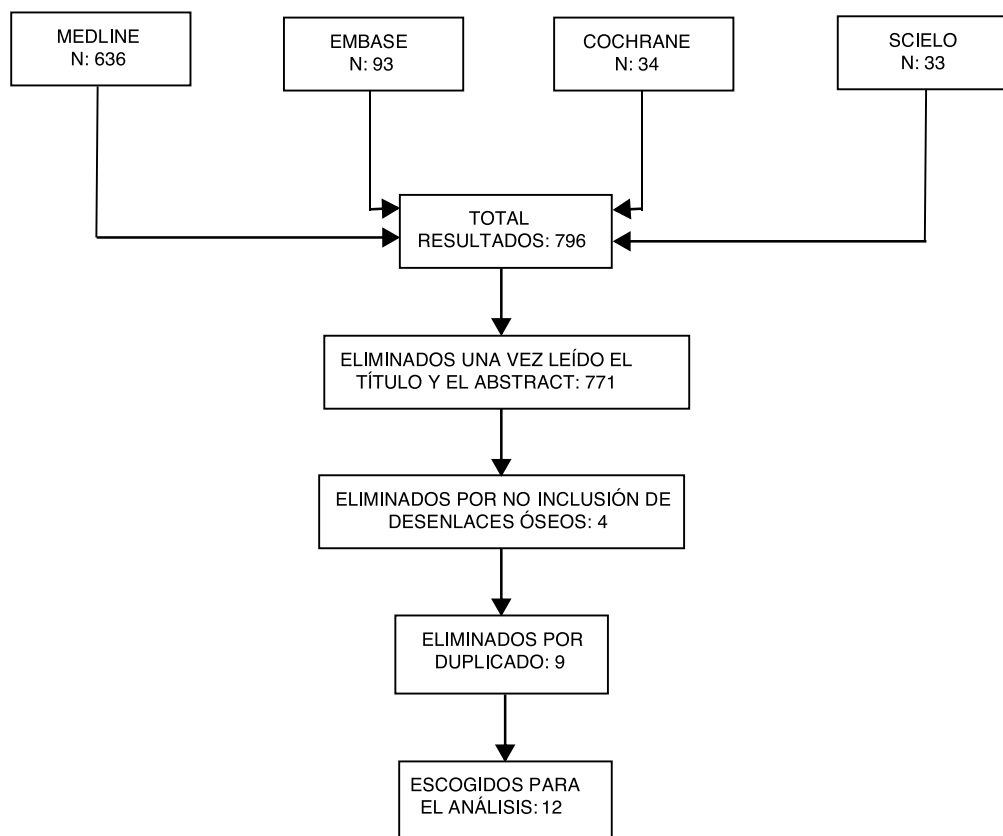 MEDLINE
N: 636
EMBASE
N: 93
COCHRANE
N: 34
SCIELO
N: 33
TOTAL
RESULTADOS: 796
ELIMINADOS UNA VEZ LEÍDO EL
TÍTULO Y EL ABSTRACT: 771
ELIMINADOS POR NO INCLUSIÓN DE
DESENLACES ÓSEOS: 4
ELIMINADOS POR
DUPLICADO: 9
ESCOGIDOS PARA
EL ANÁLISIS: 12